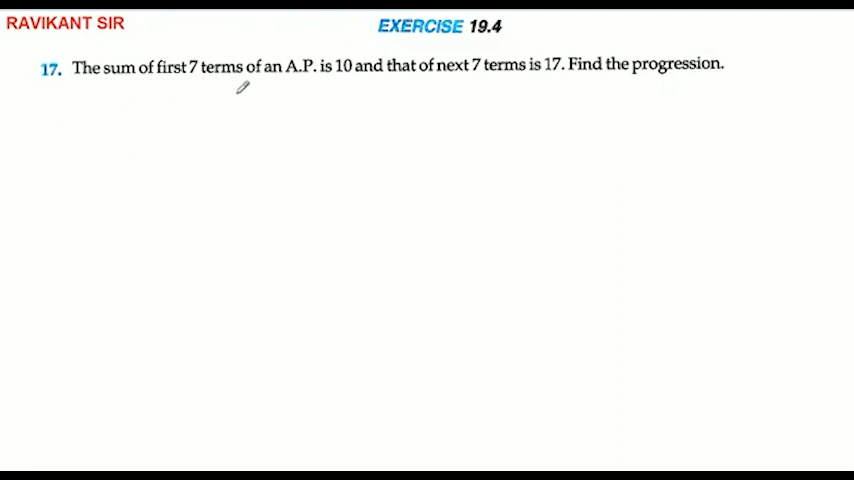 RAVIKANT SIR
EXERCISE 19.4
17. The sum of first 7 terms of an A.P. is 10 and that of next 7 terms is 17. Find the progression.